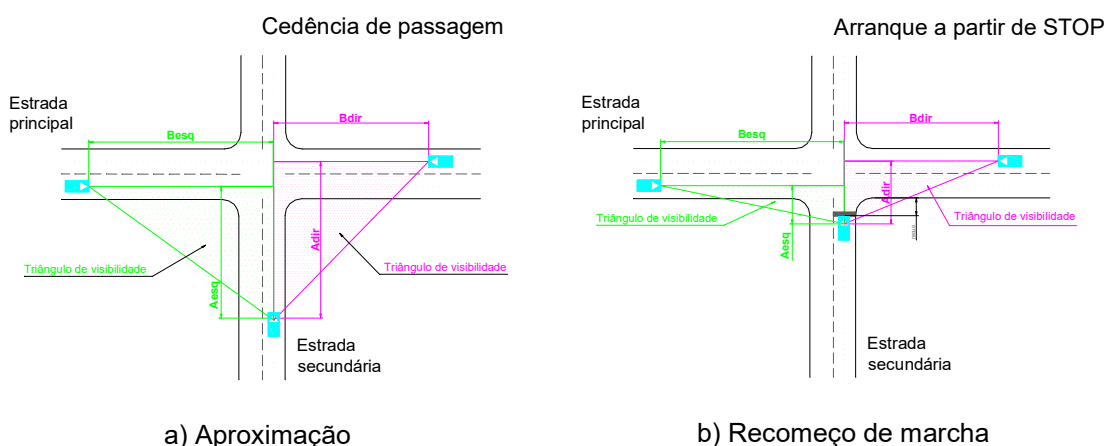 Cedência de passagem
Estrada
principal
Besq
Bdir
Adir
Aesq
Triângulo de visibilidade
Triângulo de visibilidade
Estrada
secundária
a) Aproximação
Arranque a partir de STOP
Estrada
principal
Besq
Bdir
Adir
Aesq
Triângulo de visibilidade
Triângulo de visibilidade
Estrada
secundária
b) Recomeço de marcha